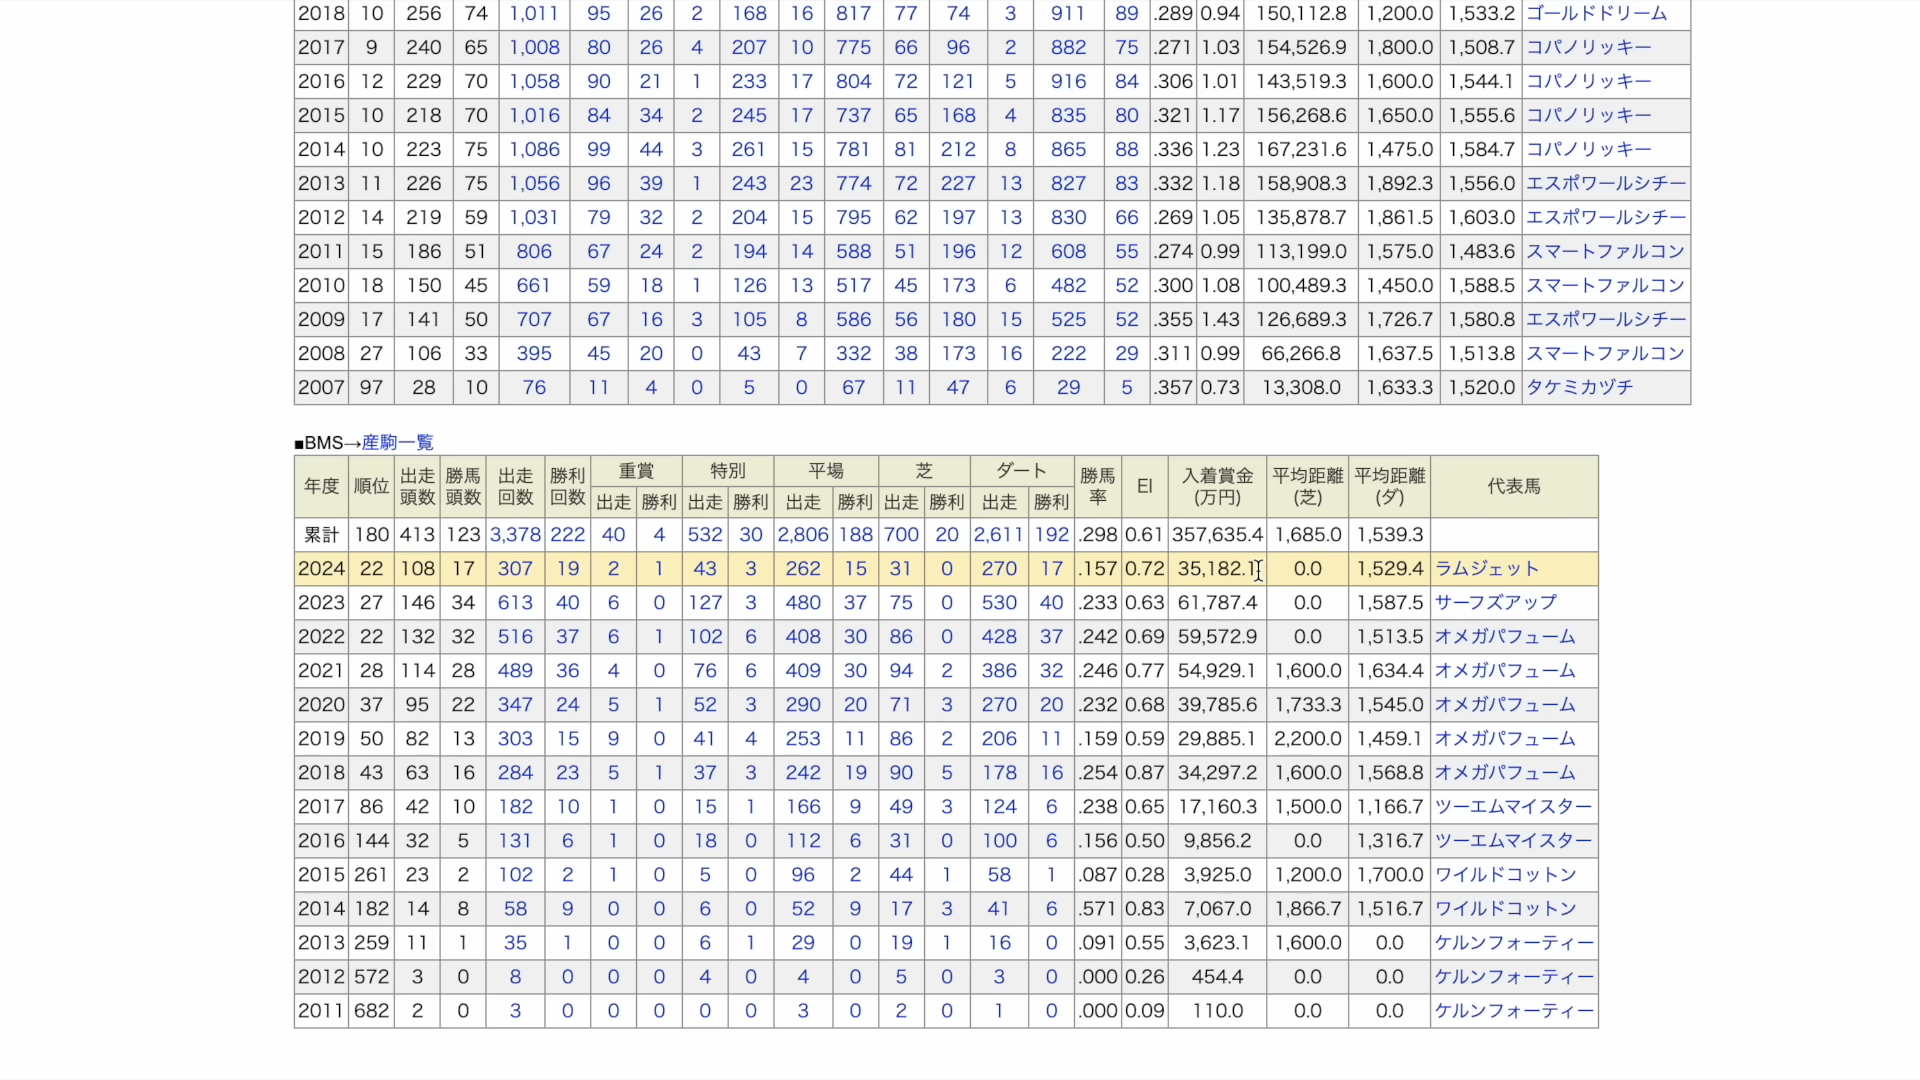 2018 10 256 74 1,011 95 26 2 168 16 817 77 74 3 911 89 .289 0.94 150,112.8 1,200.0 1,533.2 ゴールドドリーム
2017 9 240 65 1,008 80 26 4 207 10 775 66 96 2 882 75 .271 1.03 154,526.9 1,800.0 1,508.7 コパノリッキー
2016 12 229 70 1,058 90 21 1 233 17 804 72 121 5 916 84 .306 1.01 143,519.3 1,600.0 1,544.1 コパノリッキー
2015 10 218 70 1,016 84 34 2 245 17 737 65 168 4 835 80 .321 1.17 156,268.6 1,650.0 1,555.6 コパノリッキー
2014 10 223 75 1,086 99 44 3 261 15 781 81 212 8 865 88 .336 1.23 167,231.6 1,475.0 1,584.7 コパノリッキー
2013 11 226 75 1,056 96 39 1 243 23 774 72 227 13 827 83 .332 1.18 158,908.3 1,892.3 1,556.0 エスポワールシチー
2012 14 219 59 1,031 79 32 2 204 15 795 62 197 13 830 66 .269 1.05 135,878.7 1,861.5 1,603.0 エスポワールシチー
2011 15 186 51 806 67 24 2 194 14 588 51 196 12 608 55 .274 0.99 113,199.0 1,575.0 1,483.6 スマートファルコン
2010 18 150 45 661 59 18 1 126 13 517 45 173 6 482 52 .300 1.08 100,489.3 1,450.0 1,588.5 スマートファルコン
2009 17 141 50 707 67 16 3 105 8 586 56 180 15 525 52 .355 1.43 126,689.3 1,726.7 1,580.8 エスポワールシチー
2008 27 106 33 395 45 20 0 43 7 332 38 173 16 222 29 .311 0.99 66,266.8 1,637.5 1,513.8 スマートファルコン
2007 97 28 10 76 11 4 0 5 0 67 11 47 6 29 5 .357 0.73 13,308.0 1,633.3 1,520.0 タケミカヅチ
■BMS→産駒一覧
年度 順位 出走頭数 勝馬頭数 出走回数 勝利回数 重賞 特別 平場 芝 ダート 勝馬率 EI 入着賞金(万円) 平均距離(芝) 平均距離(ダ) 代表馬
出走 勝利 出走 勝利 出走 勝利 出走 勝利 出走 勝利
累計 180 413 123 3,378 222 40 4 532 30 2,806 188 700 20 2,611 192 .298 0.61 357,635.4 1,685.0 1,539.3
2024 22 108 17 307 19 2 1 43 3 262 15 31 0 270 17 .157 0.72 35,182.1 0.0 1,529.4 ラムジェット
2023 27 146 34 613 40 6 0 127 3 480 37 75 0 530 40 .233 0.63 61,787.4 0.0 1,587.5 サーフズアップ
2022 22 132 32 516 37 6 1 102 6 408 30 86 0 428 37 .242 0.69 59,572.9 0.0 1,513.5 オメガパフューム
2021 28 114 28 489 36 4 0 76 6 409 30 94 2 386 32 .246 0.77 54,929.1 1,600.0 1,634.4 オメガパフューム
2020 37 95 22 347 24 5 1 52 3 290 20 71 3 270 20 .232 0.68 39,785.6 1,733.3 1,545.0 オメガパフューム
2019 50 82 13 303 15 9 0 41 4 253 11 86 2 206 11 .159 0.59 29,885.1 2,200.0 1,459.1 オメガパフューム
2018 43 63 16 284 23 5 1 37 3 242 19 90 5 178 16 .254 0.87 34,297.2 1,600.0 1,568.8 オメガパフューム
2017 86 42 10 182 10 1 0 15 1 166 9 49 3 124 6 .238 0.65 17,160.3 1,500.0 1,166.7 ツーエムマイスター
2016 144 32 5 131 6 1 0 18 0 112 6 31 0 100 6 .156 0.50 9,856.2 0.0 1,316.7 ツーエムマイスター
2015 261 23 2 102 2 1 0 5 0 96 2 44 1 58 1 .087 0.28 3,925.0 1,200.0 1,700.0 ワイルドコットン
2014 182 14 8 58 9 0 0 6 0 52 9 17 3 41 6 .571 0.83 7,067.0 1,866.7 1,516.7 ワイルドコットン
2013 259 11 1 35 1 0 0 6 1 29 0 19 1 16 0 .091 0.55 3,623.1 1,600.0 0.0 ケルンフォーティー
2012 572 3 0 8 0 0 0 4 0 4 0 5 0 3 0 .000 0.26 454.4 0.0 0.0 ケルンフォーティー
2011 682 2 0 3 0 0 0 0 0 3 0 2 0 1 0 .000 0.09 110.0 0.0 0.0 ケルンフォーティー